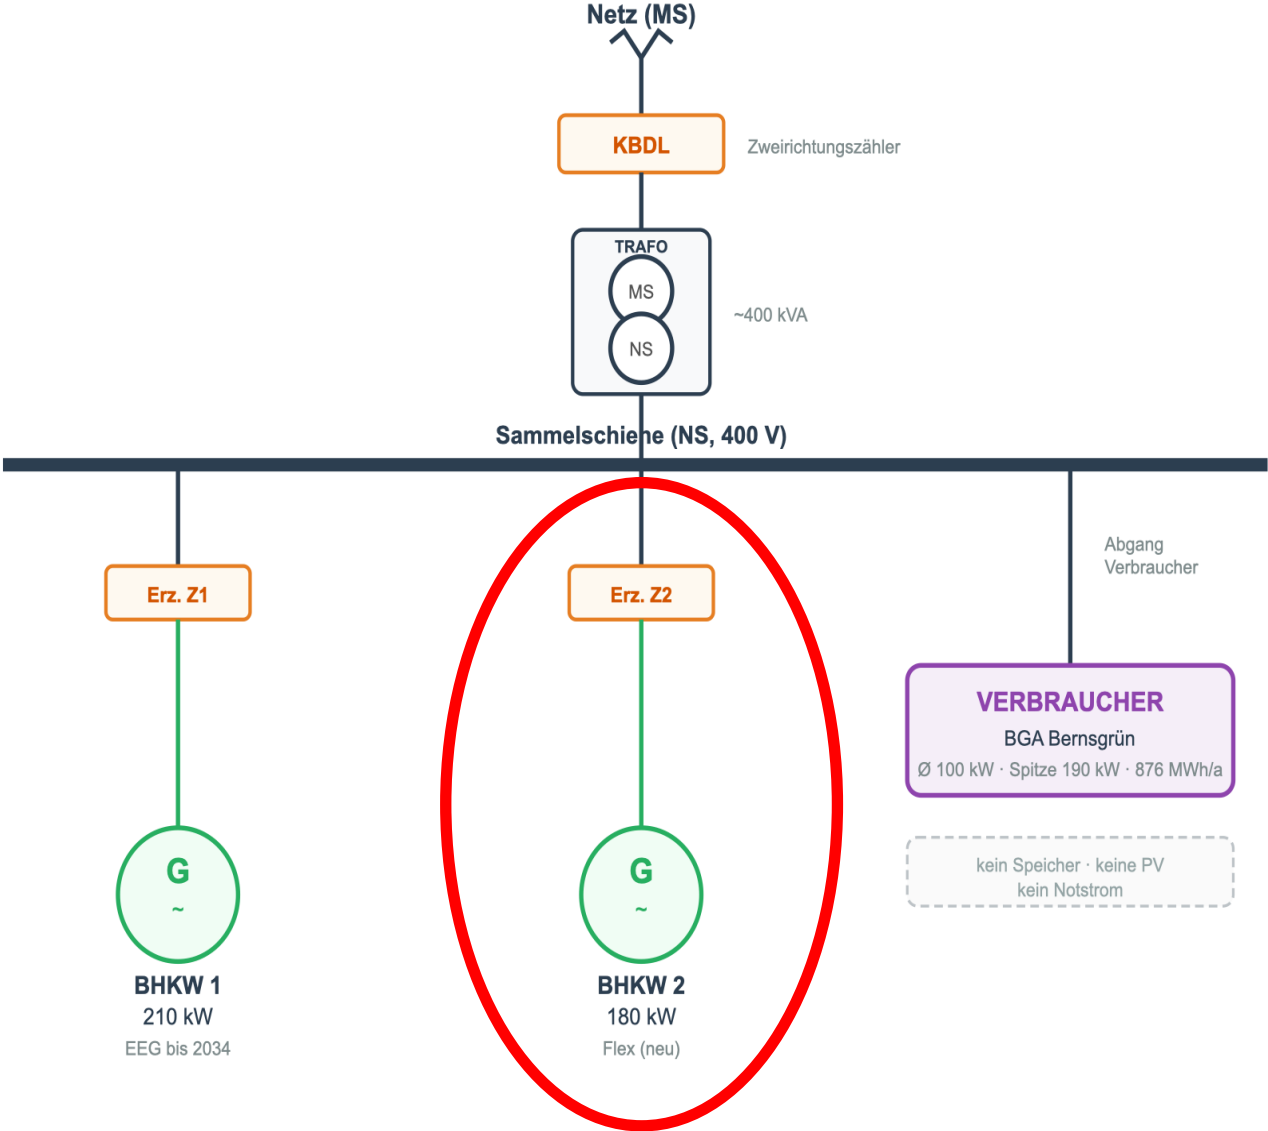 Netz (MS)
KBDL
Zweirichtungszähler
TRAFO
MS
~400 kVA
NS
Sammelschiene (NS, 400 V)
Abgang
Verbraucher
Erz. Z1
Erz. Z2
VERBRAUCHER
BGA Bernsgrün
Ø 100 kW · Spitze 190 kW · 876 MWh/a
G
~
G
~
kein Speicher · keine PV
kein Notstrom
BHKW 1
210 kW
EEG bis 2034
BHKW 2
180 kW
Flex (neu)